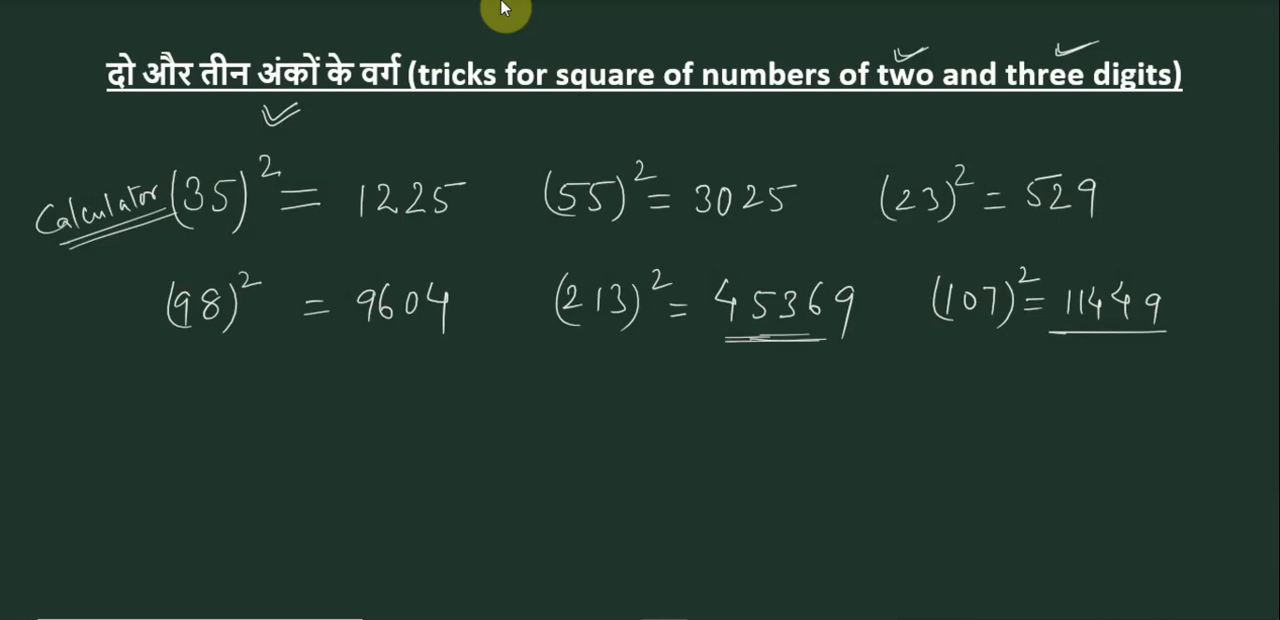 दो और तीन अंकों के वर्ग (tricks for square of numbers of two and three digits)
Calculator (35)² = 1225 (55)² = 3025 (23)² = 529
(98)² = 9604 (213)² = 45369 (107)² = 11449